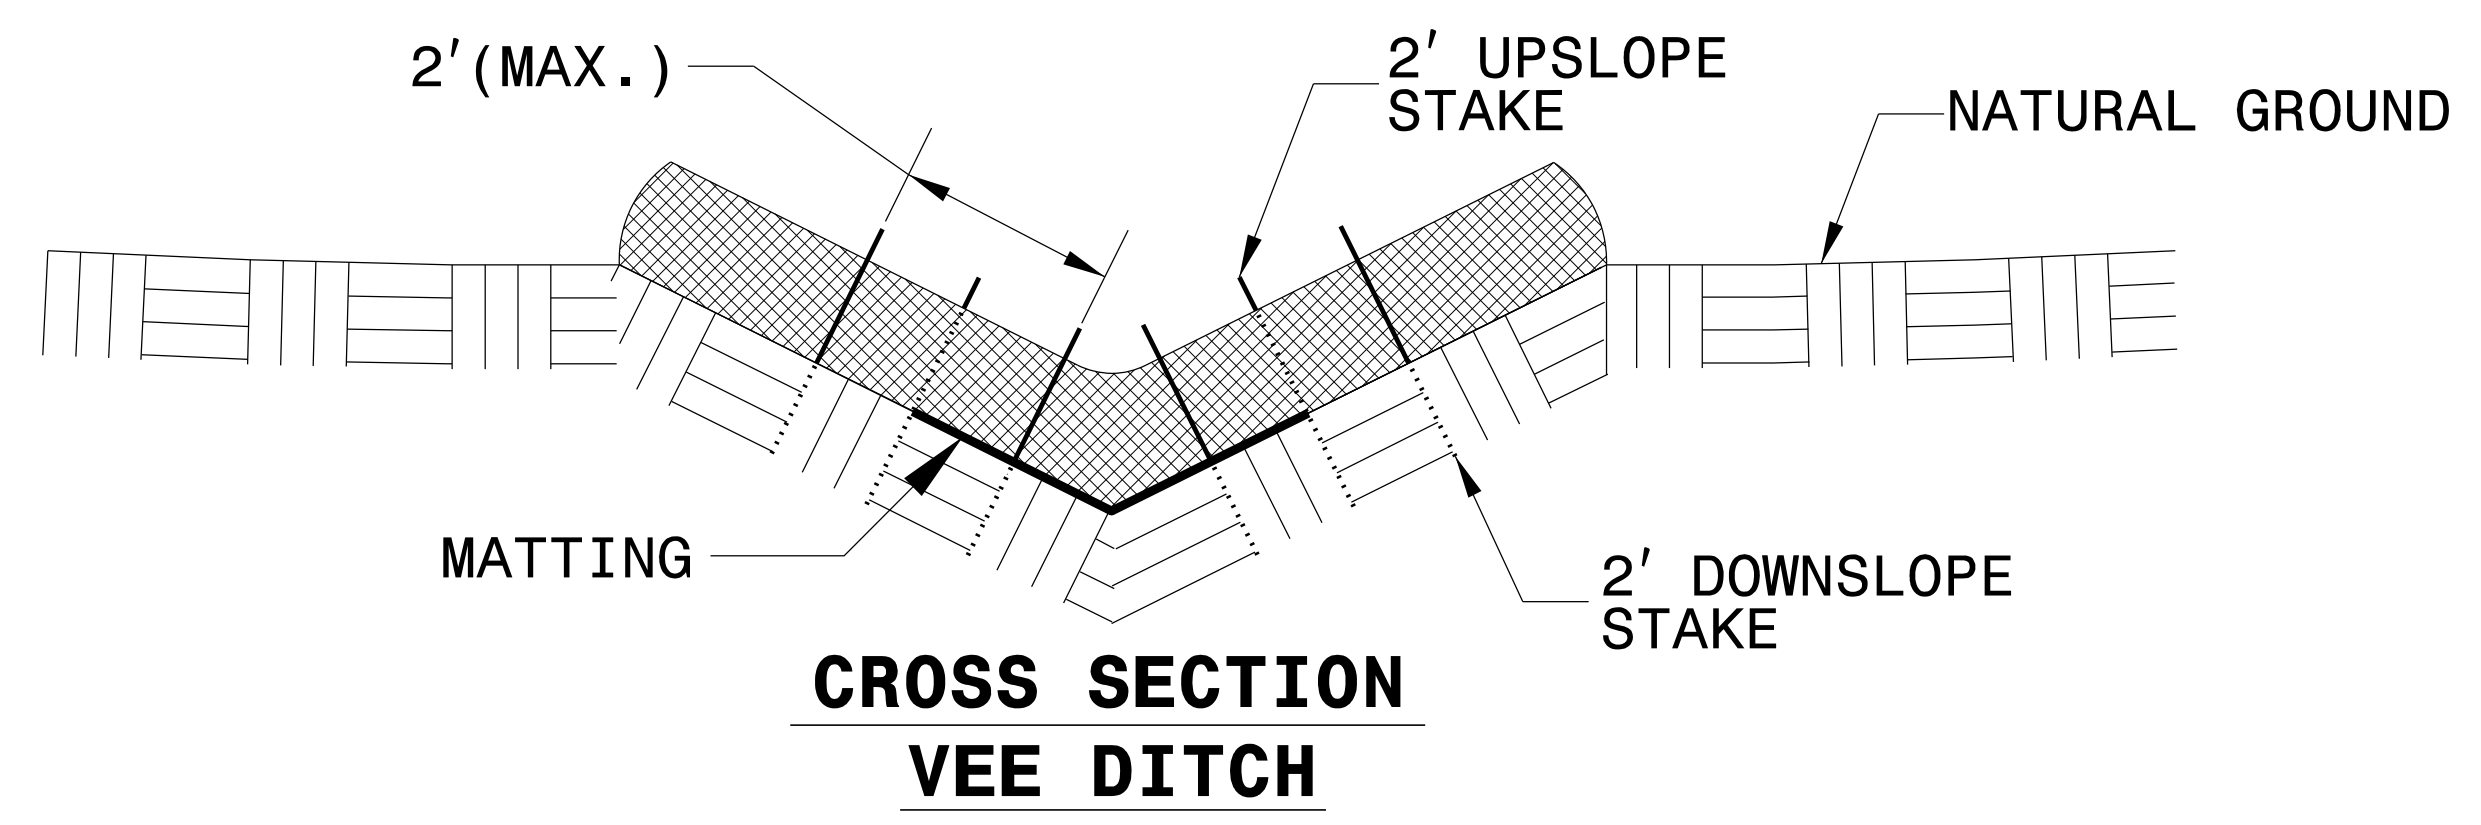 2'(MAX.)
2' UPSLOPE
STAKE
NATURAL GROUND
MATTING
2' DOWNSLOPE
STAKE
CROSS SECTION
VEE DITCH